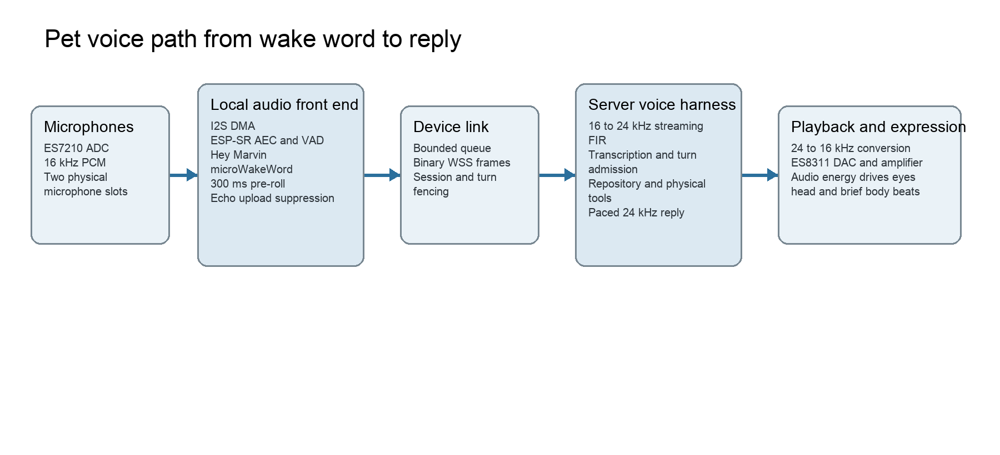 Pet voice path from wake word to reply
Microphones
ES7210 ADC
16 kHz PCM
Two physical
microphone slots
Local audio front end
I2S DMA
ESP-SR AEC and VAD
Hey Marvin
microWakeWord
300 ms pre-roll
Echo upload suppression
Device link
Bounded queue
Binary WSS frames
Session and turn
fencing
Server voice harness
16 to 24 kHz streaming
FIR
Transcription and turn
admission
Repository and physical
tools
Paced 24 kHz reply
Playback and expression
24 to 16 kHz conversion
ES8311 DAC and amplifier
Audio energy drives eyes
head and brief body beats